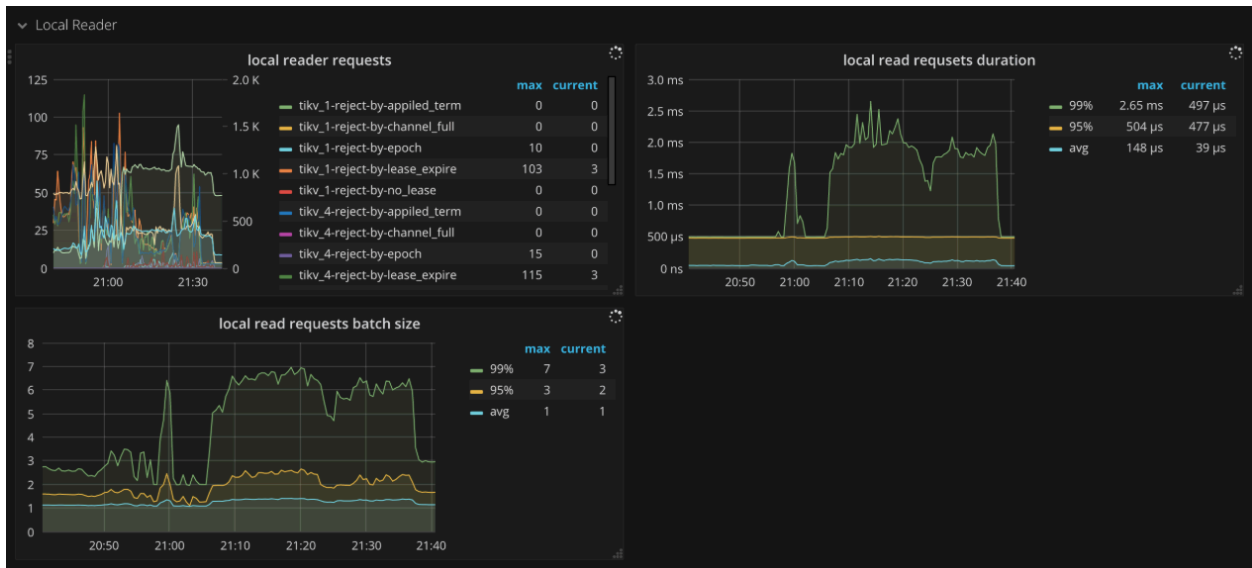 Local Reader
local reader requests
125
100
75
50
25
0
2.0 K
1.5 K
1.0 K
500
0
21:00 21:30
max current
tikv_1-reject-by-appiled_term 0 0
tikv_1-reject-by-channel_full 0 0
tikv_1-reject-by-epoch 10 0
tikv_1-reject-by-lease_expire 103 3
tikv_1-reject-by-no_lease 0 0
tikv_4-reject-by-appiled_term 0 0
tikv_4-reject-by-channel_full 0 0
tikv_4-reject-by-epoch 15 0
tikv_4-reject-by-lease_expire 115 3
local read requsets duration
3.0 ms
2.5 ms
2.0 ms
1.5 ms
1.0 ms
500 µs
0 ns
20:50 21:00 21:10 21:20 21:30 21:40
max current
99% 2.65 ms 497 µs
95% 504 µs 477 µs
avg 148 µs 39 µs
local read requests batch size
8
7
6
5
4
3
2
1
0
20:50 21:00 21:10 21:20 21:30 21:40
max current
99% 7 3
95% 3 2
avg 1 1